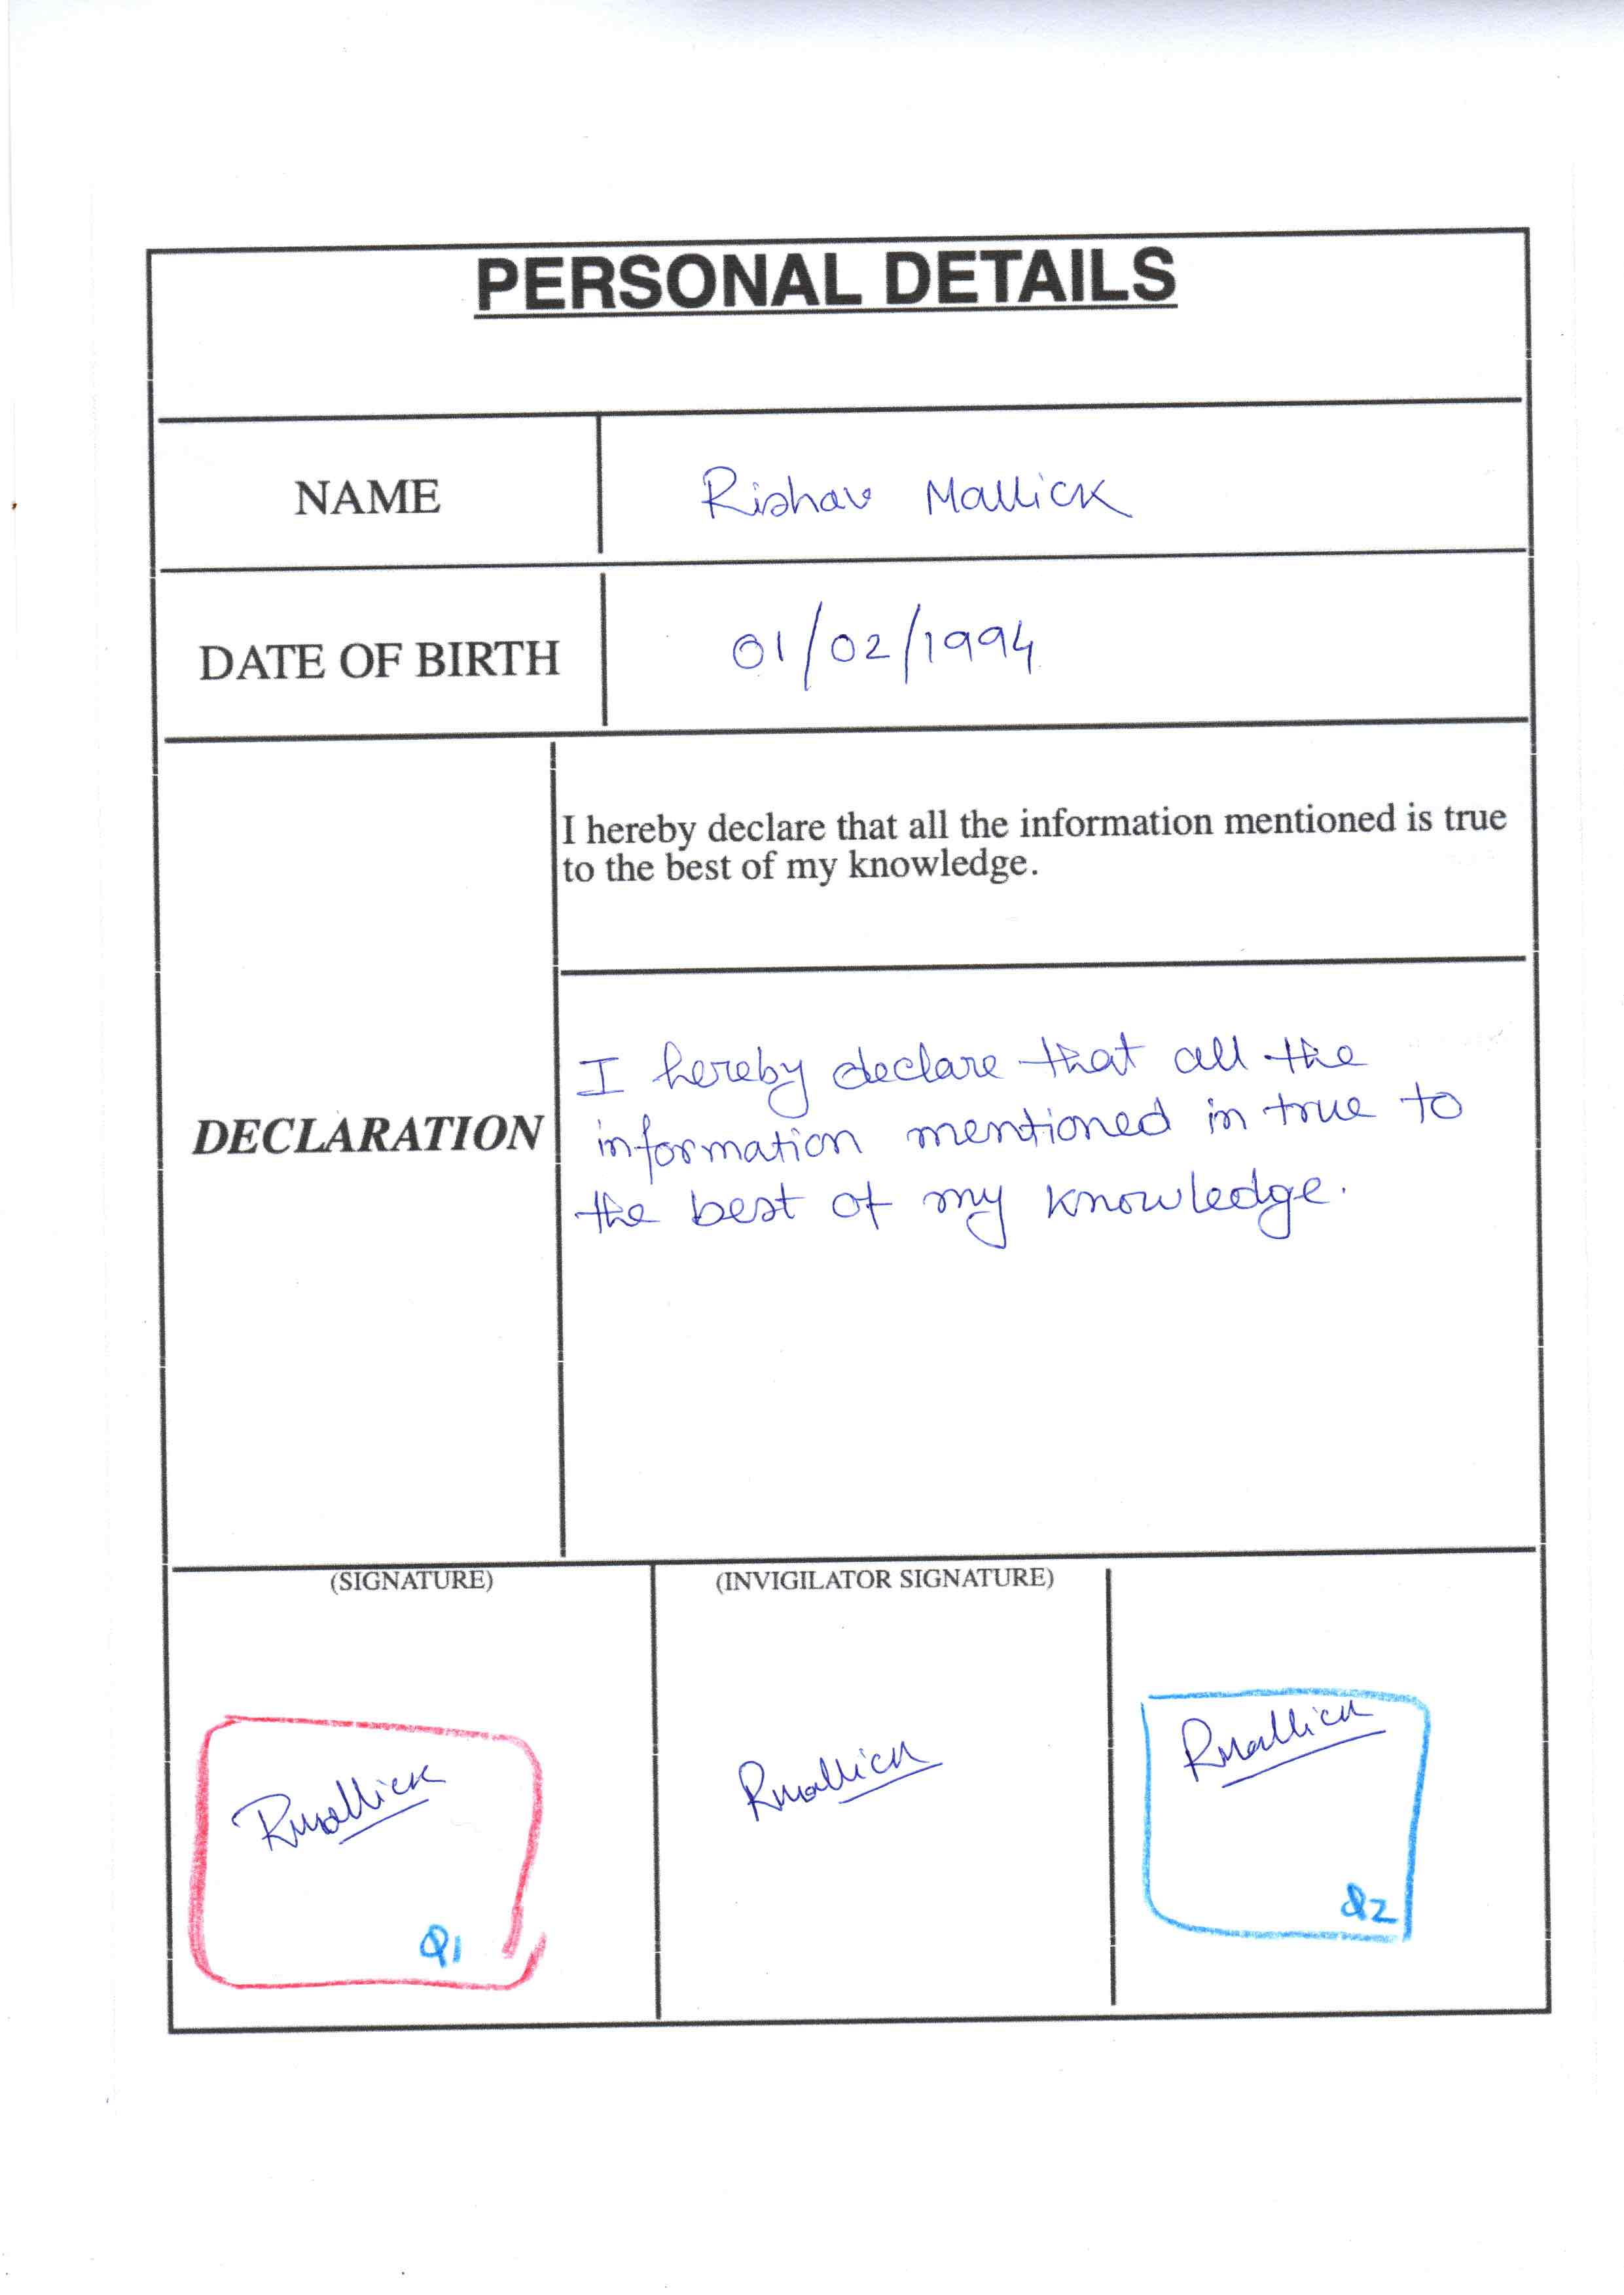 PERSONAL DETAILS
NAME
Rishav Mallick
DATE OF BIRTH
01/02/1994
I hereby declare that all the information mentioned is true
to the best of my knowledge.
DECLARATION
I hereby declare that all the
information mentioned in true to
the best of my knowledge.
(SIGNATURE)
(INVIGILATOR SIGNATURE)
RMallick
RMallick
RMallick
Q1
Q2